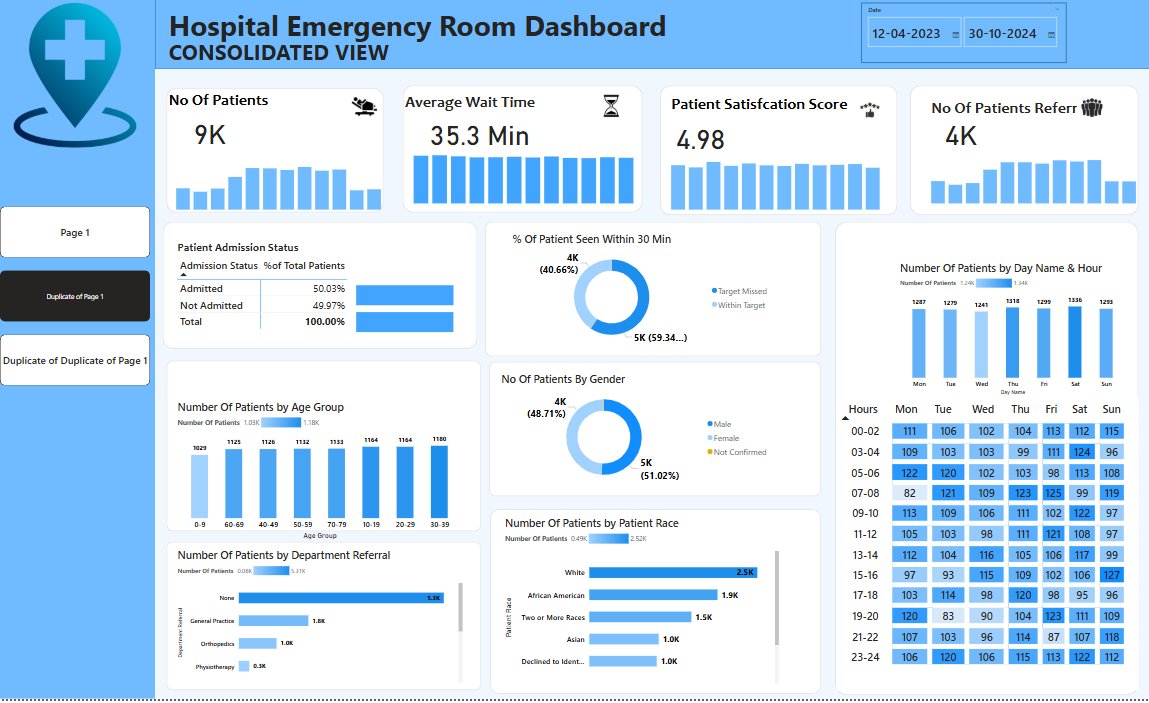 Hospital Emergency Room Dashboard
CONSOLIDATED VIEW
Date
12-04-2023
30-10-2024
Page 1
Duplicate of Page 1
Duplicate of Duplicate of Page 1
No Of Patients
9K
Average Wait Time
35.3 Min
Patient Satisfcation Score
4.98
No Of Patients Referr
4K
Patient Admission Status
Admission Status %of Total Patients
Admitted 50.03%
Not Admitted 49.97%
Total 100.00%
% Of Patient Seen Within 30 Min
4K
(40.66%)
5K (59.34...)
Target Missed
Within Target
Number Of Patients by Day Name & Hour
Number Of Patients 1.24K 1.34K
1287 1279 1241 1318 1299 1336 1293
Mon Tue Wed Thu Fri Sat Sun
Day Name
Hours Mon Tue Wed Thu Fri Sat Sun
00-02 111 106 102 104 113 112 115
03-04 109 103 103 99 111 124 96
05-06 122 120 102 103 98 113 108
07-08 82 121 109 123 125 99 119
09-10 113 109 106 111 102 122 97
11-12 105 103 98 111 121 108 97
13-14 112 104 116 105 106 117 99
15-16 97 93 115 109 102 106 127
17-18 103 114 98 120 98 95 96
19-20 120 83 90 104 123 111 109
21-22 107 103 96 114 87 107 118
23-24 106 120 106 115 113 122 112
Number Of Patients by Age Group
Number Of Patients 1.03K 1.18K
1029 1125 1126 1132 1133 1164 1164 1180
0-9 60-69 40-49 50-59 70-79 10-19 20-29 30-39
Age Group
No Of Patients By Gender
4K
(48.71%)
5K
(51.02%)
Male
Female
Not Confirmed
Number Of Patients by Department Referral
Number Of Patients 0.08K 5.31K
Department Referral
None 5.3K
General Practice 1.8K
Orthopedics 1.0K
Physiotherapy 0.3K
Number Of Patients by Patient Race
Number Of Patients 0.49K 2.52K
Patient Race
White 2.5K
African American 1.9K
Two or More Races 1.5K
Asian 1.0K
Declined to Ident... 1.0K